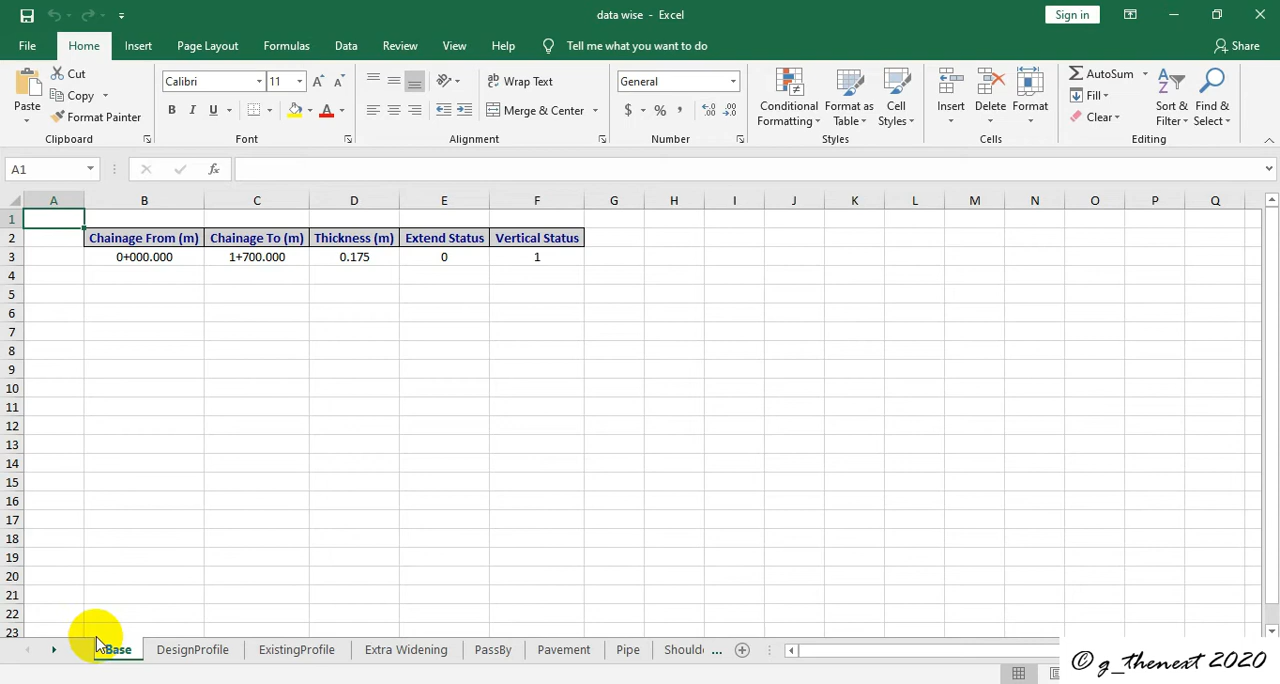 data wise - Excel
Sign in
File Home Insert Page Layout Formulas Data Review View Help Tell me what you want to do Share
Paste Cut Copy Format Painter Clipboard
Calibri 11 B I U A Font
Wrap Text Merge & Center Alignment
General $ % , Number
Conditional Formatting Format as Table Cell Styles Styles
Insert Delete Format Cells
AutoSum Fill Clear Sort & Filter Find & Select Editing
A1 fx
A B C D E F G H I J K L M N O P Q
1
2 Chainage From (m) Chainage To (m) Thickness (m) Extend Status Vertical Status
3 0+000.000 1+700.000 0.175 0 1
4
5
6
7
8
9
10
11
12
13
14
15
16
17
18
19
20
21
22
23
Base DesignProfile ExistingProfile Extra Widening PassBy Pavement Pipe Shoulde ...
© g_thenext 2020